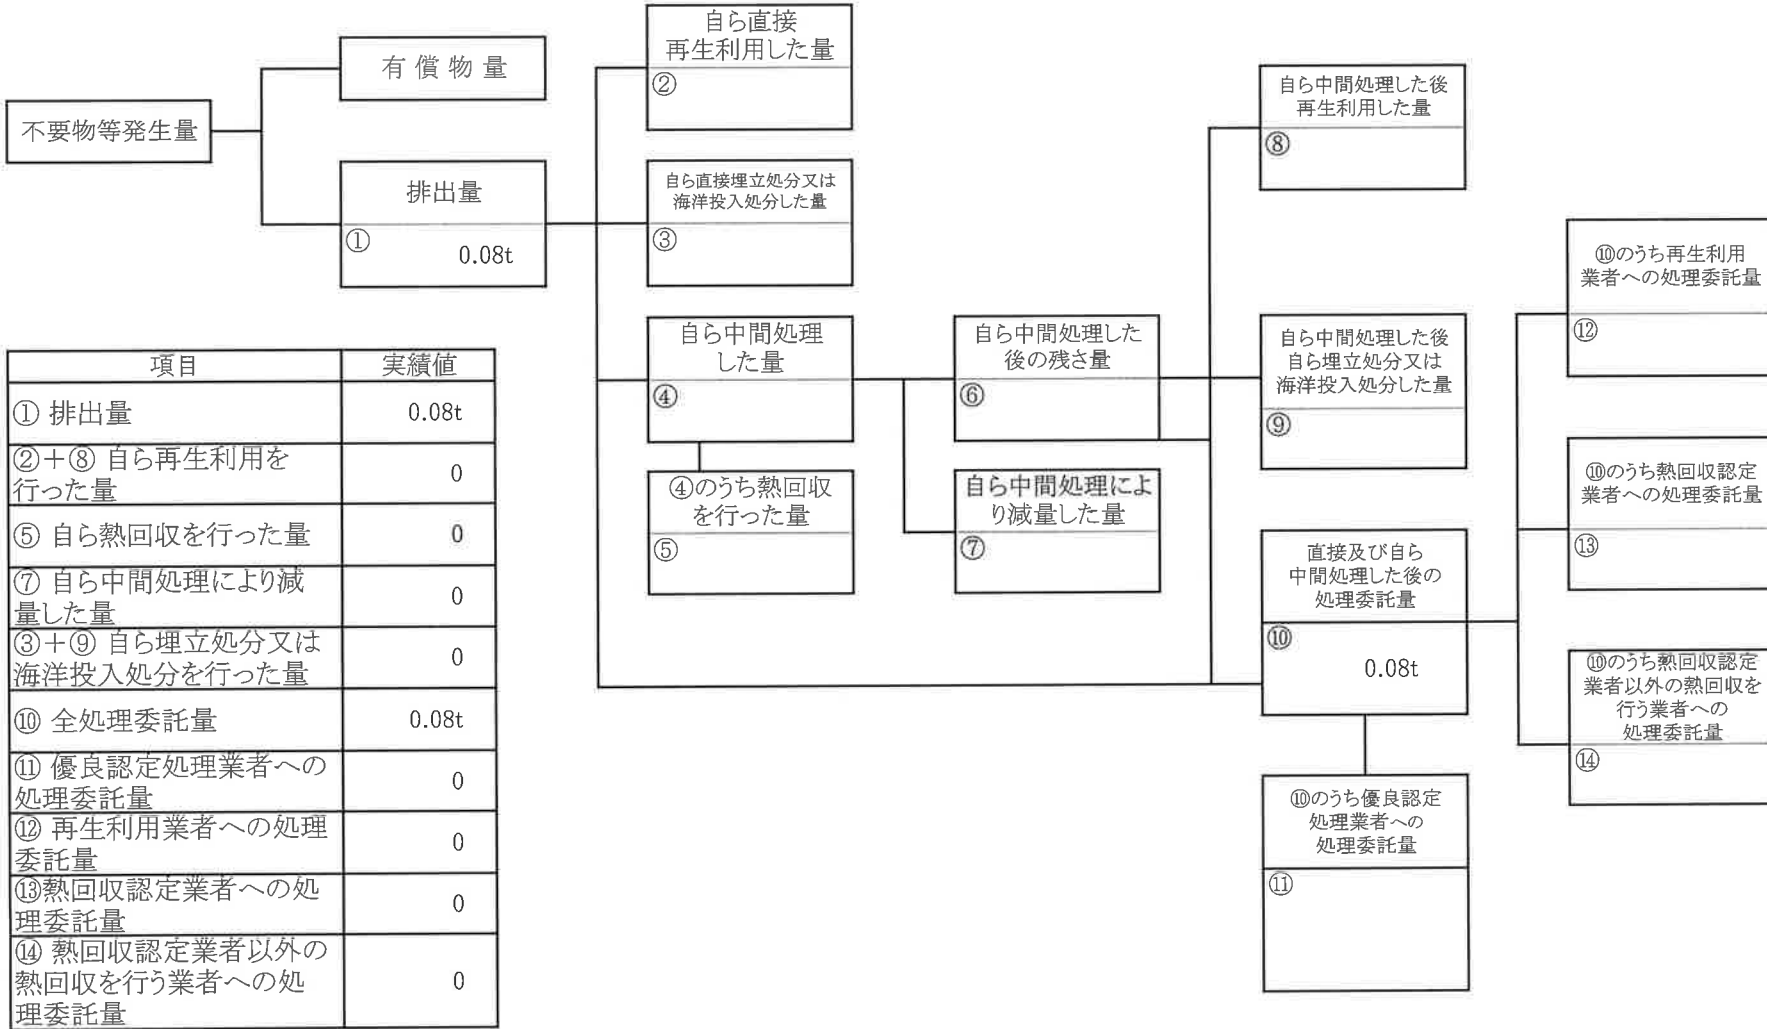 不要物等発生量
有償物量
排出量
①
0.08t
自ら直接
再生利用した量
②
自ら直接埋立処分又は
海洋投入処分した量
③
自ら中間処理
した量
④
④のうち熱回収
を行った量
⑤
自ら中間処理した
後の残さ量
⑥
自ら中間処理によ
り減量した量
⑦
自ら中間処理した後
再生利用した量
⑧
自ら中間処理した後
自ら埋立処分又は
海洋投入処分した量
⑨
直接及び自ら
中間処理した後の
処理委託量
⑩
0.08t
⑩のうち優良認定
処理業者への
処理委託量
⑪
⑩のうち再生利用
業者への処理委託量
⑫
⑩のうち熱回収認定
業者への処理委託量
⑬
⑩のうち熱回収認定
業者以外の熱回収を
行う業者への
処理委託量
⑭
項目 実績値
① 排出量 0.08t
②+⑧ 自ら再生利用を
行った量 0
⑤ 自ら熱回収を行った量 0
⑦ 自ら中間処理により減
量した量 0
③+⑨ 自ら埋立処分又は
海洋投入処分を行った量 0
⑩ 全処理委託量 0.08t
⑪ 優良認定処理業者への
処理委託量 0
⑫ 再生利用業者への処理
委託量 0
⑬熱回収認定業者への処
理委託量 0
⑭ 熱回収認定業者以外の
熱回収を行う業者への処
理委託量 0